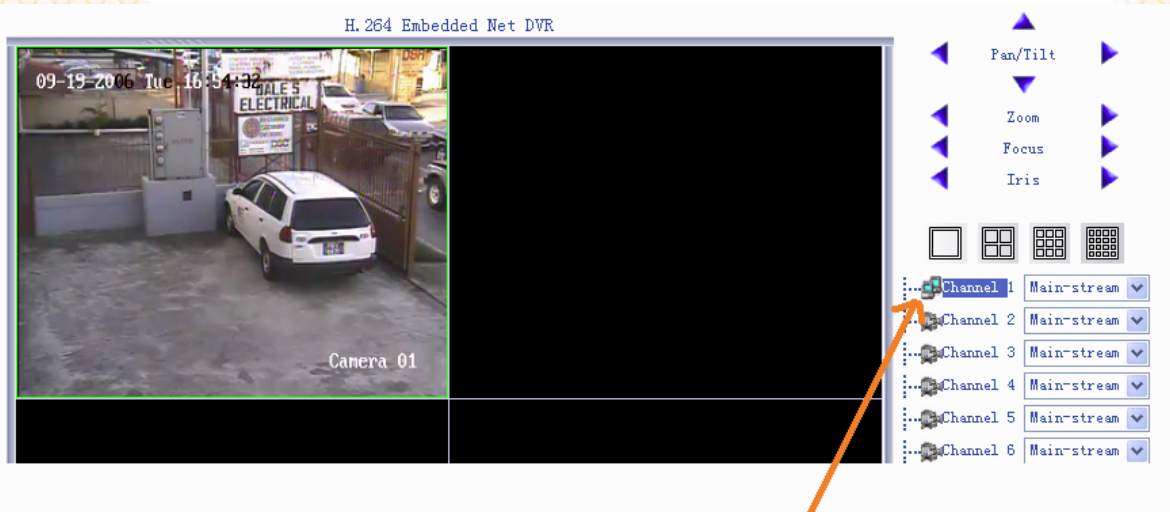 H.264 Embedded Net DVR
09-19-2006 Tue 16:54:32
DALE'S
ELECTRICAL
Camera 01
Pan/Tilt
Zoom
Focus
Iris
Channel 1 Main-stream
Channel 2 Main-stream
Channel 3 Main-stream
Channel 4 Main-stream
Channel 5 Main-stream
Channel 6 Main-stream